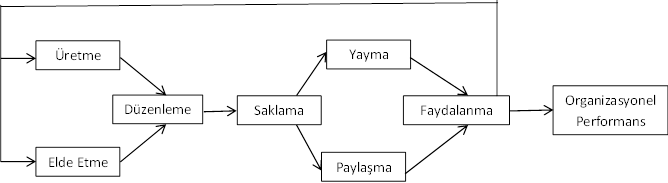 Üretme
Yayma
Düzenleme
Saklama
Faydalanma
Organizasyonel
Performans
Elde Etme
Paylaşma